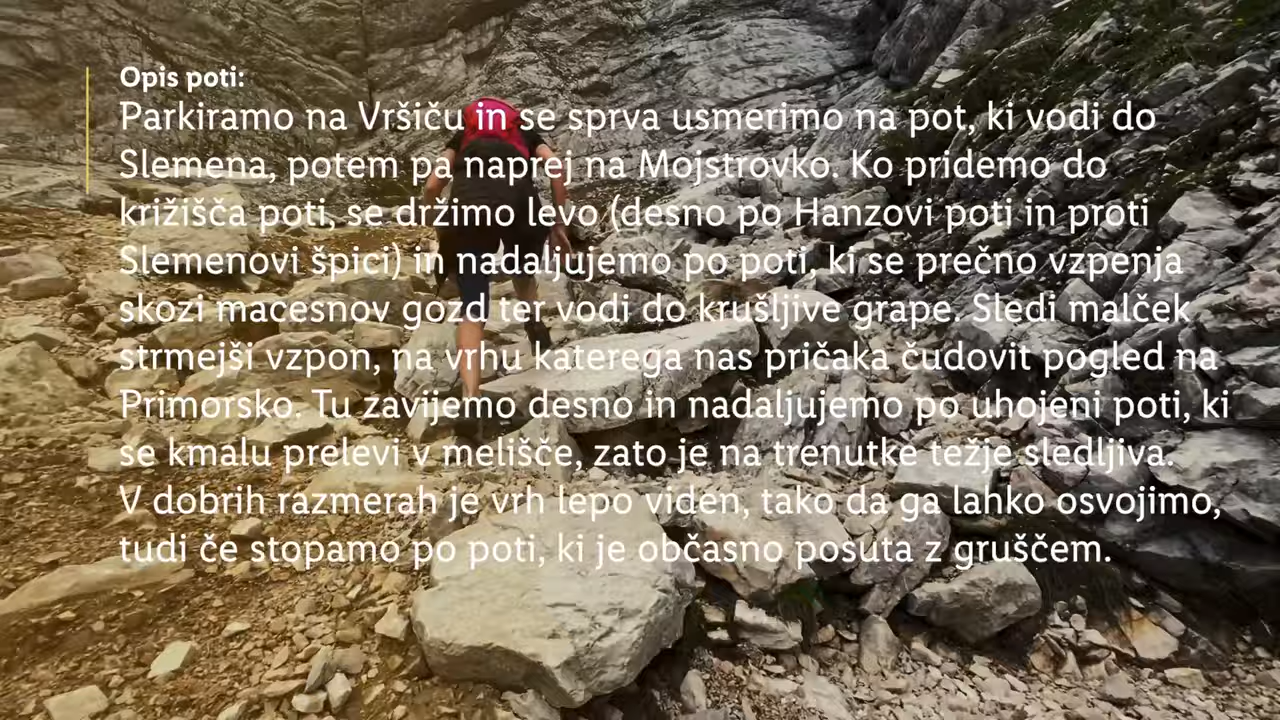 Opis poti:
Parkiramo na Vršiču in se sprva usmerimo na pot, ki vodi do
Slemena, potem pa naprej na Mojstrovko. Ko pridemo do
križišča poti, se držimo levo (desno po Hanzovi poti in proti
Slemenovi špici) in nadaljujemo po poti, ki se prečno vzpenja
skozi macesnov gozd ter vodi do krušljive grape. Sledi malček
strmejši vzpon, na vrhu katerega nas pričaka čudovit pogled na
Primorsko. Tu zavijemo desno in nadaljujemo po uhojeni poti, ki
se kmalu prelevi v melišče, zato je na trenutke težje sledljiva.
V dobrih razmerah je vrh lepo viden, tako da ga lahko osvojimo,
tudi če stopamo po poti, ki je občasno posuta z gruščem.